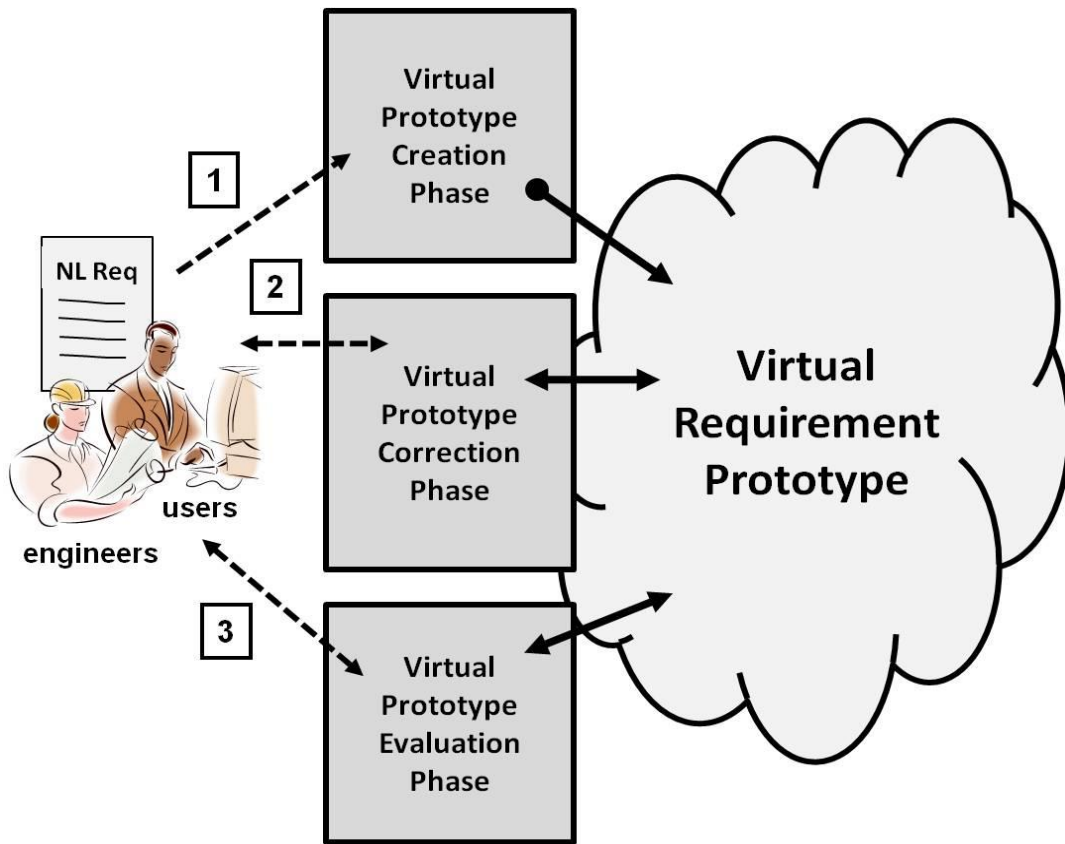 Virtual
Prototype
Creation
Phase
1
NL Req
2
Virtual
Prototype
Correction
Phase
Virtual
Requirement
Prototype
users
engineers
3
Virtual
Prototype
Evaluation
Phase